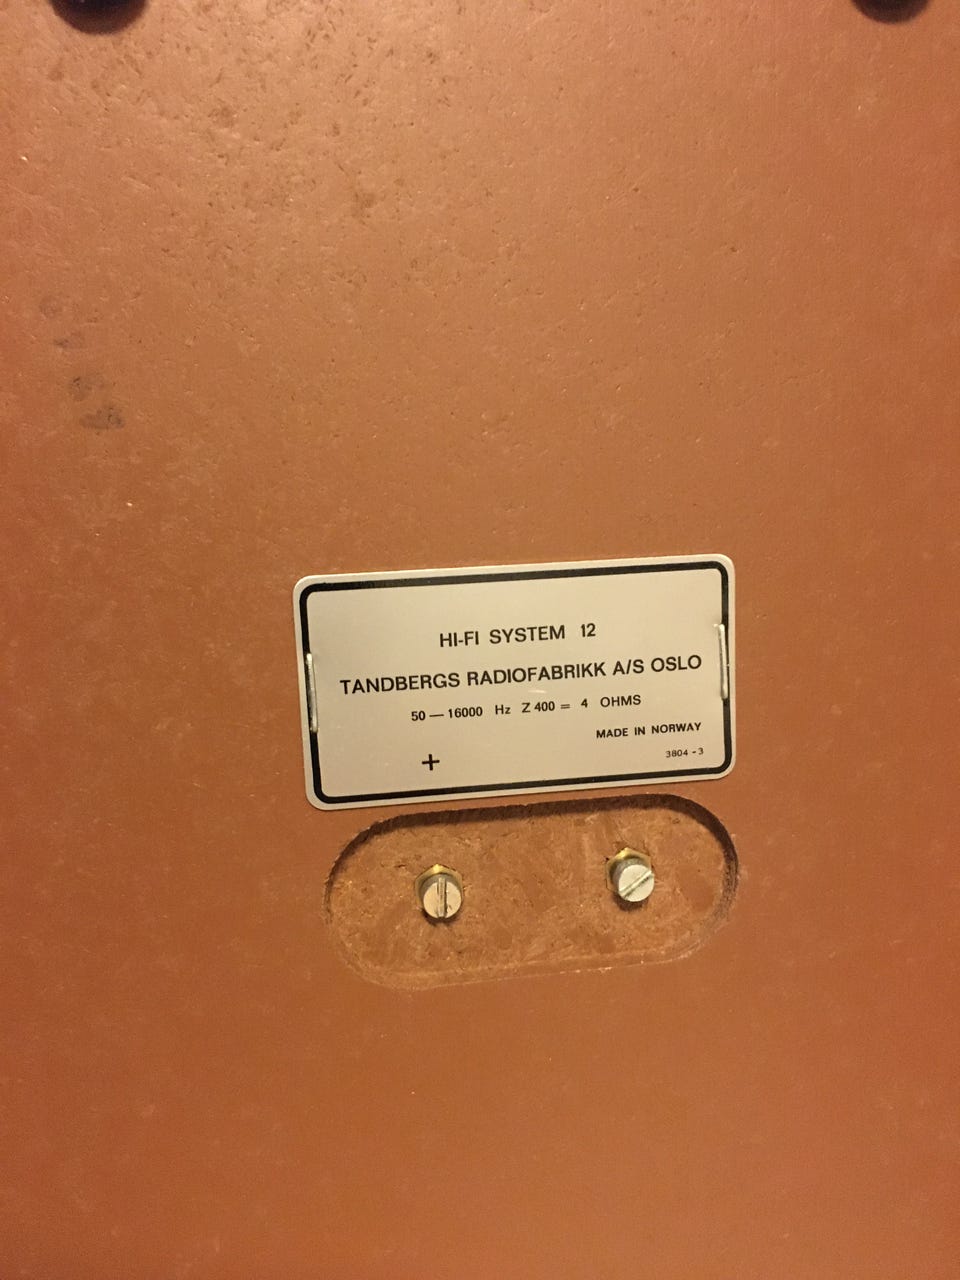 HI-FI SYSTEM 12
TANDBERGS RADIOFABRIKK A/S OSLO
50 — 16000 Hz Z 400 = 4 OHMS
MADE IN NORWAY
+
3804 - 3